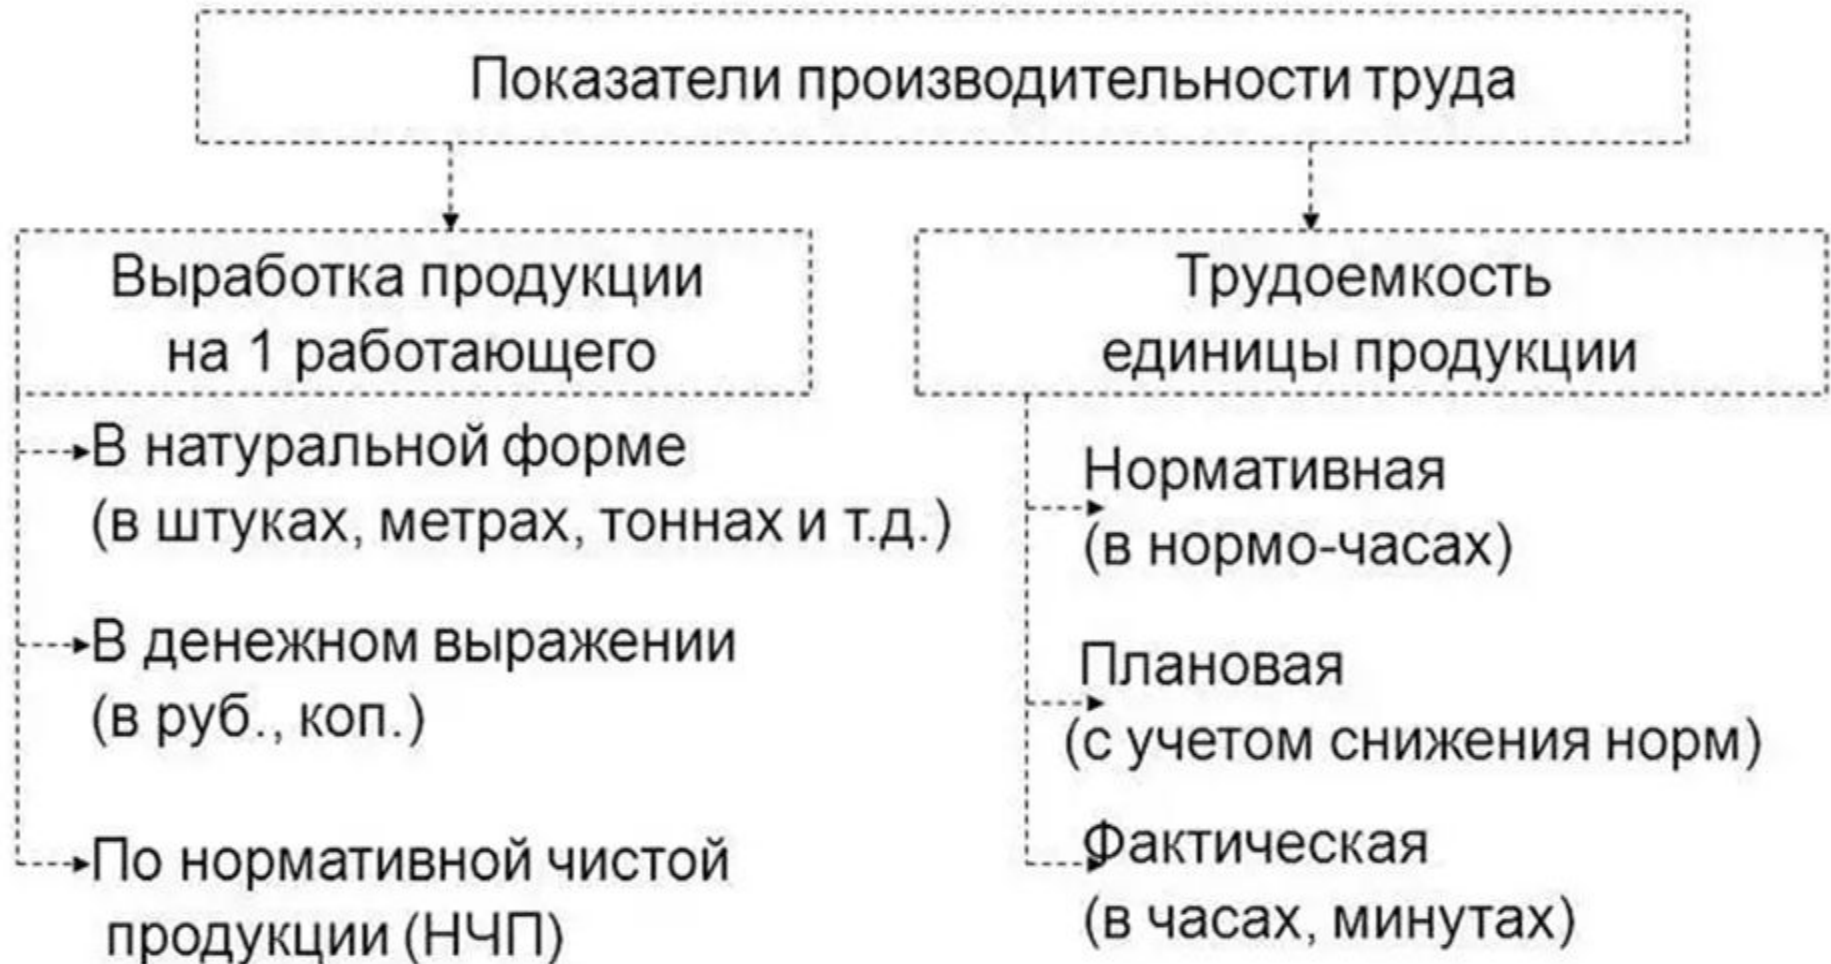 Показатели производительности труда
Выработка продукции
на 1 работающего
В натуральной форме
(в штуках, метрах, тоннах и т.д.)
В денежном выражении
(в руб., коп.)
По нормативной чистой
продукции (НЧП)
Трудоемкость
единицы продукции
Нормативная
(в нормо-часах)
Плановая
(с учетом снижения норм)
Фактическая
(в часах, минутах)